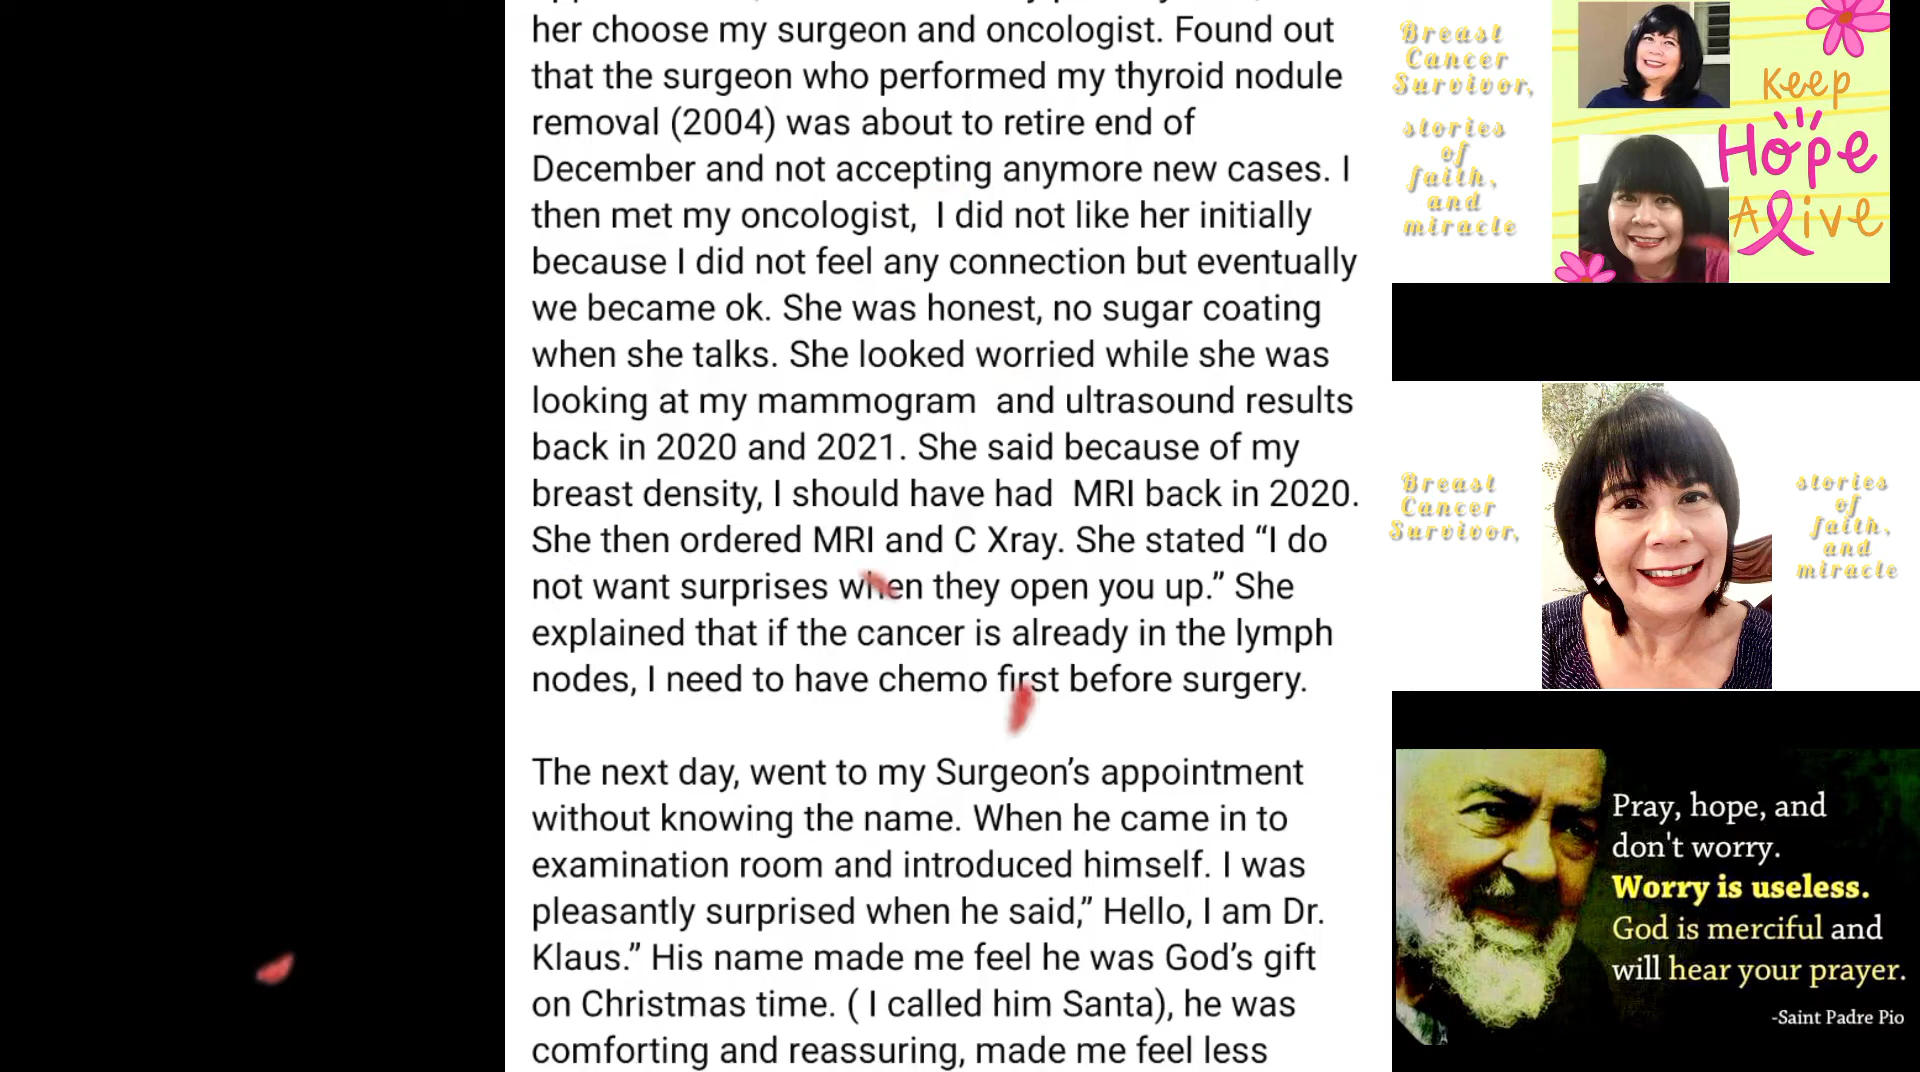 her choose my surgeon and oncologist. Found out
that the surgeon who performed my thyroid nodule
removal (2004) was about to retire end of
December and not accepting anymore new cases. I
then met my oncologist,  I did not like her initially
because I did not feel any connection but eventually
we became ok. She was honest, no sugar coating
when she talks. She looked worried while she was
looking at my mammogram  and ultrasound results
back in 2020 and 2021. She said because of my
breast density, I should have had  MRI back in 2020.
She then ordered MRI and C Xray. She stated “I do
not want surprises when they open you up.” She
explained that if the cancer is already in the lymph
nodes, I need to have chemo first before surgery.
The next day, went to my Surgeon’s appointment
without knowing the name. When he came in to
examination room and introduced himself. I was
pleasantly surprised when he said,” Hello, I am Dr.
Klaus.” His name made me feel he was God’s gift
on Christmas time. ( I called him Santa), he was
comforting and reassuring, made me feel less
Breast
Cancer
Survivor,
stories
of
faith,
and
miracle
Keep
Hope
Alive
Breast
Cancer
Survivor,
stories
of
faith,
and
miracle
Pray, hope, and
don't worry.
Worry is useless.
God is merciful and
will hear your prayer.
-Saint Padre Pio